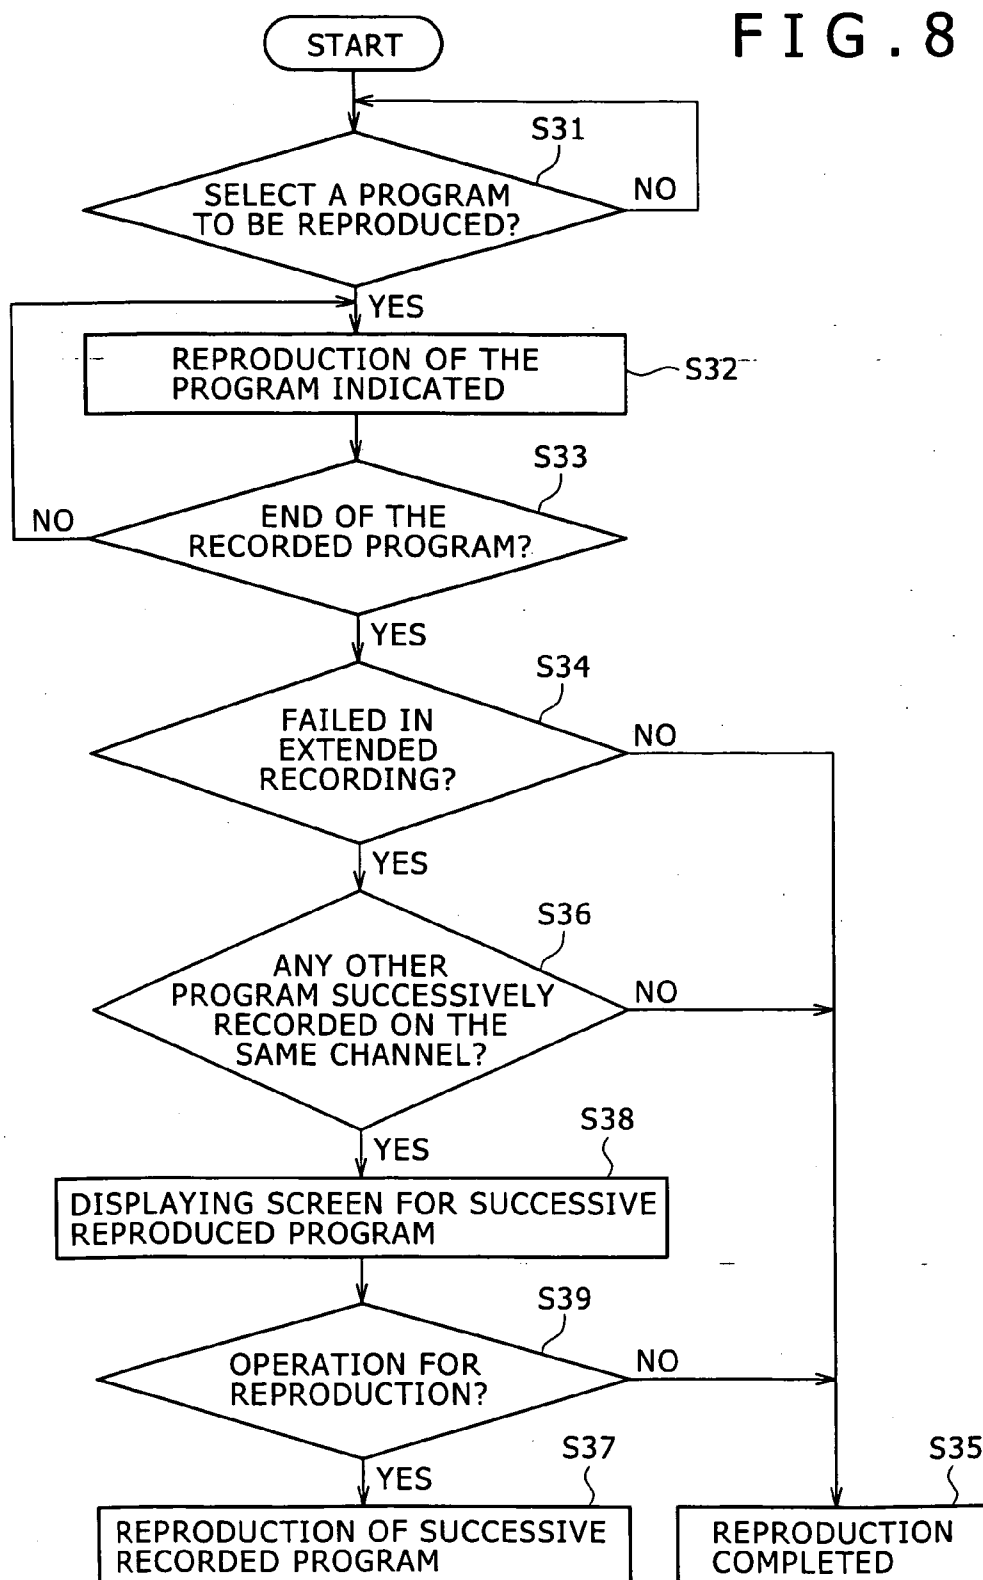 FIG.8
START
S31
SELECT A PROGRAM
TO BE REPRODUCED?
NO
YES
REPRODUCTION OF THE
PROGRAM INDICATED
S32
S33
END OF THE
RECORDED PROGRAM?
NO
YES
S34
FAILED IN
EXTENDED
RECORDING?
NO
YES
S36
ANY OTHER
PROGRAM SUCCESSIVELY
RECORDED ON THE
SAME CHANNEL?
NO
YES
S38
DISPLAYING SCREEN FOR SUCCESSIVE
REPRODUCED PROGRAM
S39
OPERATION FOR
REPRODUCTION?
NO
YES
S37
REPRODUCTION OF SUCCESSIVE
RECORDED PROGRAM
S35
REPRODUCTION
COMPLETED